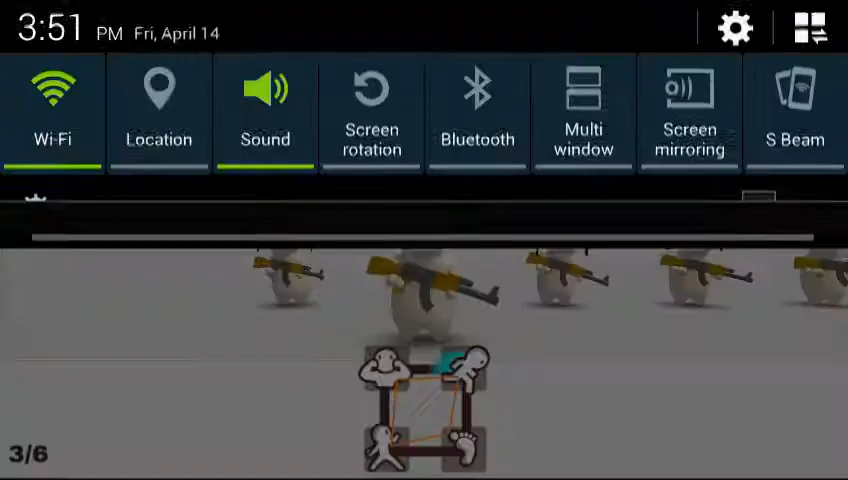 3:51 PM Fri, April 14
Wi-Fi
Location
Sound
Screen
rotation
Bluetooth
Multi
window
Screen
mirroring
S Beam
3/6